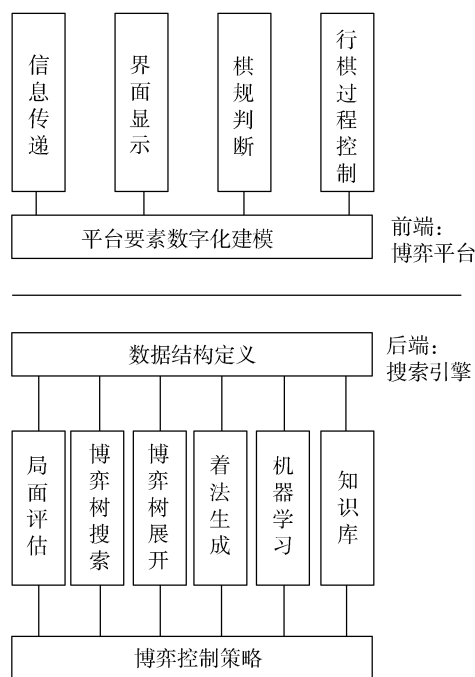 信息传递
界面显示
棋规判断
行棋过程控制
平台要素数字化建模
前端：
博弈平台
数据结构定义
后端：
搜索引擎
局面评估
博弈树搜索
博弈树展开
着法生成
机器学习
知识库
博弈控制策略